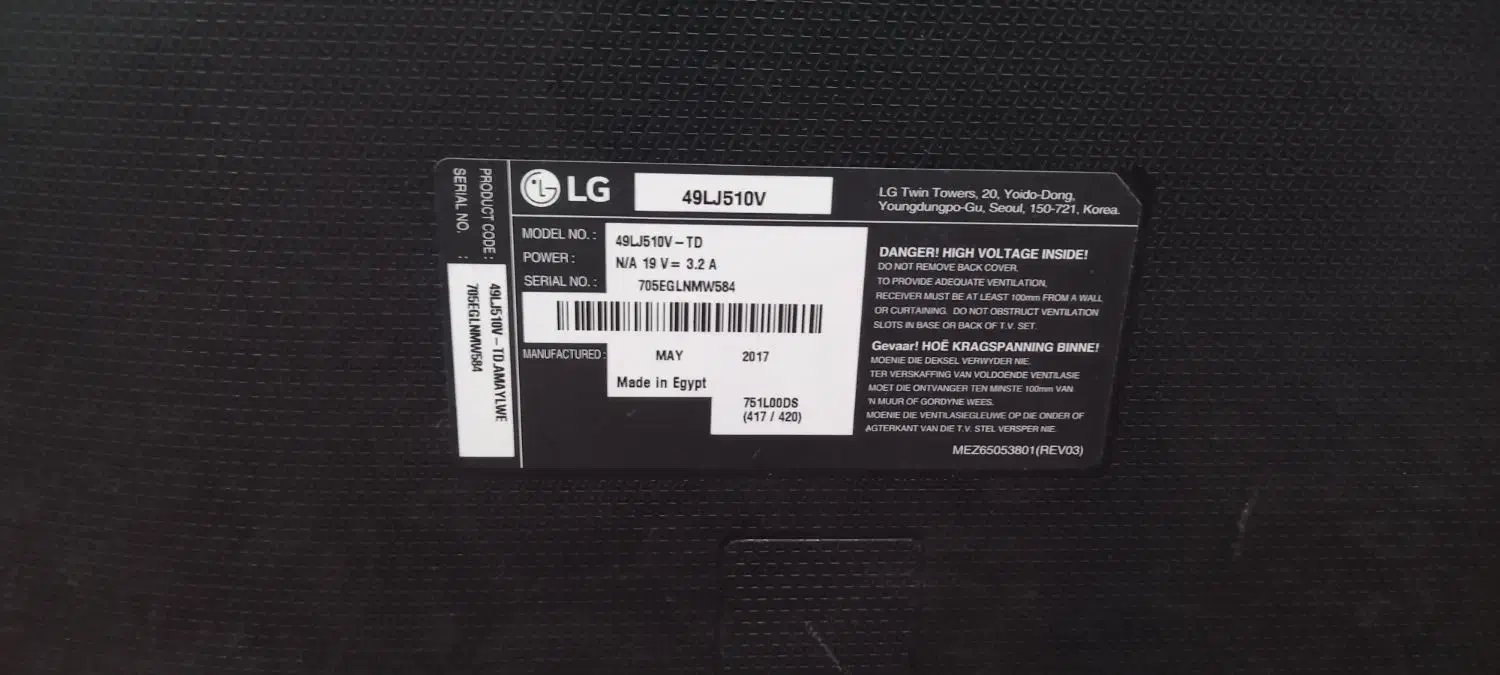 PRODUCT CODE :
SERIAL NO. :
49LJ510V-TD.AMAYLWE
705EGLNMW584
LG
49LJ510V
LG Twin Towers, 20, Yoido-Dong,
Youngdungpo-Gu, Seoul, 150-721, Korea.
MODEL NO. : 49LJ510V-TD
POWER : N/A 19 V= 3.2 A
SERIAL NO. : 705EGLNMW584
MANUFACTURED : MAY 2017
Made in Egypt
751L00DS
(417 / 420)
DANGER! HIGH VOLTAGE INSIDE!
DO NOT REMOVE BACK COVER.
TO PROVIDE ADEQUATE VENTILATION,
RECEIVER MUST BE AT LEAST 100mm FROM A WALL
OR CURTAINING. DO NOT OBSTRUCT VENTILATION
SLOTS IN BASE OR BACK OF T.V. SET.
Gevaar! HOË KRAGSPANNING BINNE!
MOENIE DIE DEKSEL VERWYDER NIE.
TER VERSKAFFING VAN VOLDOENDE VENTILASIE
MOET DIE ONTVANGER TEN MINSTE 100mm VAN
'N MUUR OF GORDYNE WEES.
MOENIE DIE VENTILASIEGLEUWE OP DIE ONDER OF
AGTERKANT VAN DIE T.V. STEL VERSPER NIE.
MEZ65053801(REV03)